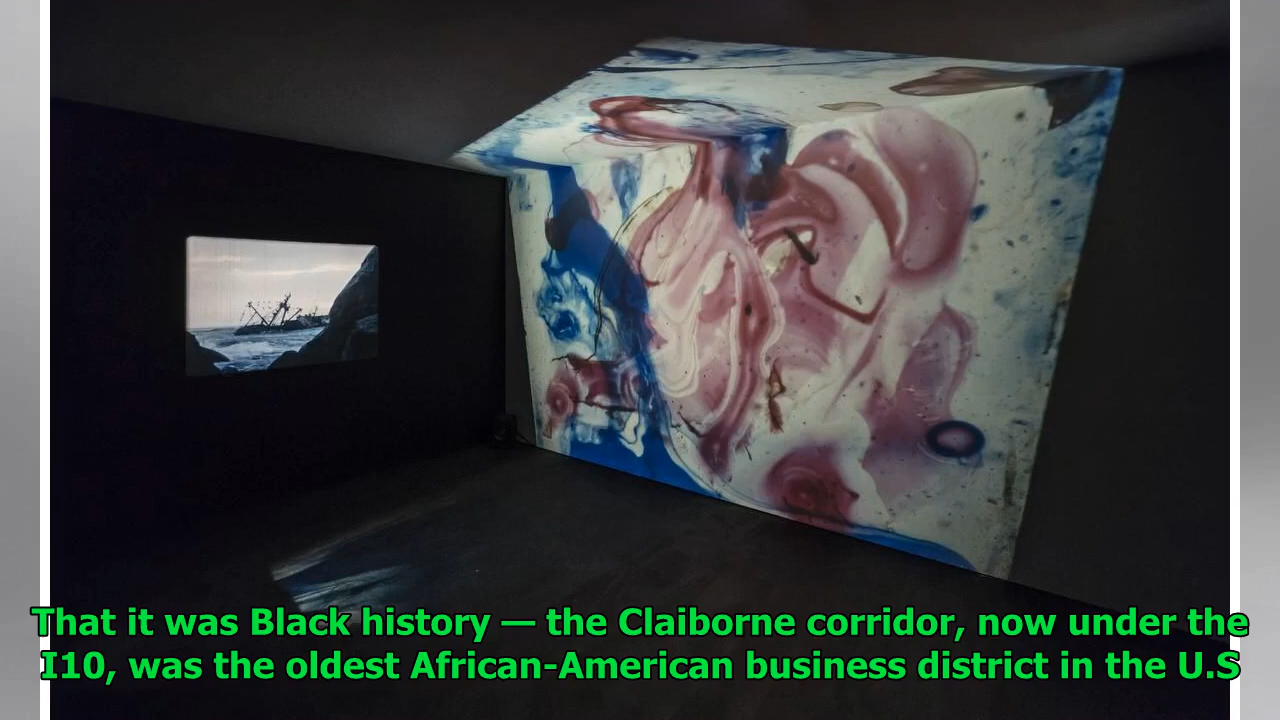 That it was Black history — the Claiborne corridor, now under the
I10, was the oldest African-American business district in the U.S